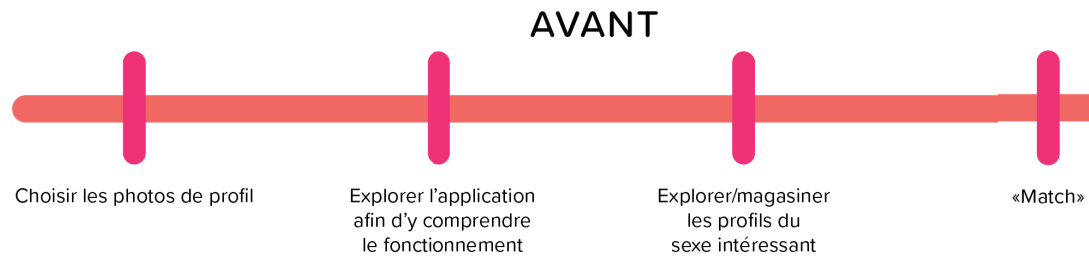 AVANT
Choisir les photos de profil
Explorer l'application
afin d'y comprendre
le fonctionnement
Explorer/magasiner
les profils du
sexe intéressant
«Match»